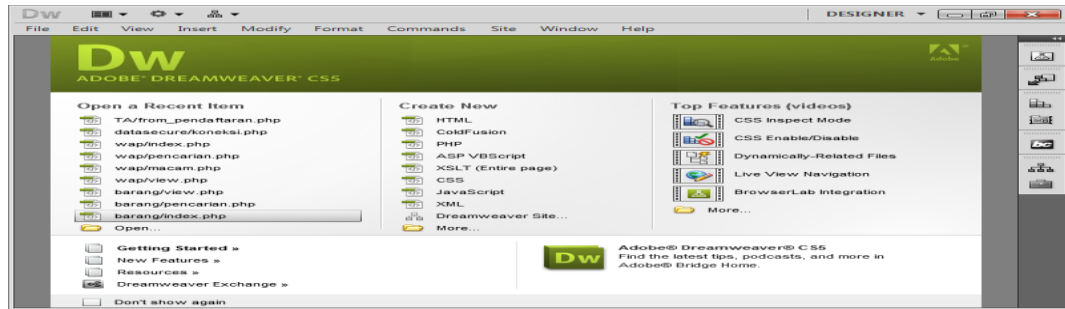 Dw
DESIGNER
File Edit View Insert Modify Format Commands Site Window Help
Dw
ADOBE® DREAMWEAVER® CS5
Adobe
Open a Recent Item
TA/from_pendaftaran.php
datasecure/koneksi.php
wap/index.php
wap/pencarian.php
wap/macam.php
wap/view.php
barang/view.php
barang/pencarian.php
barang/index.php
Open...
Create New
HTML
ColdFusion
PHP
ASP VBScript
XSLT (Entire page)
CSS
JavaScript
XML
Dreamweaver Site...
More...
Top Features (videos)
CSS Inspect Mode
CSS Enable/Disable
Dynamically-Related Files
Live View Navigation
BrowserLab Integration
More...
Getting Started »
New Features »
Resources »
Dreamweaver Exchange »
Dw
Adobe® Dreamweaver® CS5
Find the latest tips, podcasts, and more in
Adobe® Bridge Home.
Don't show again